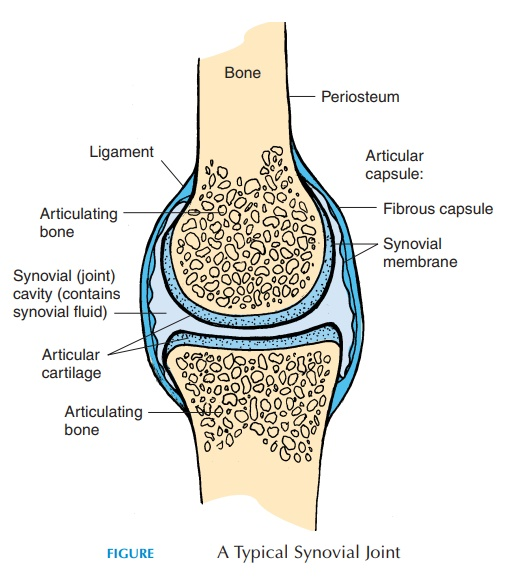 Bone
Periosteum
Ligament
Articular
capsule:
Fibrous capsule
Synovial
membrane
Articulating
bone
Synovial (joint)
cavity (contains
synovial fluid)
Articular
cartilage
Articulating
bone
FIGURE A Typical Synovial Joint